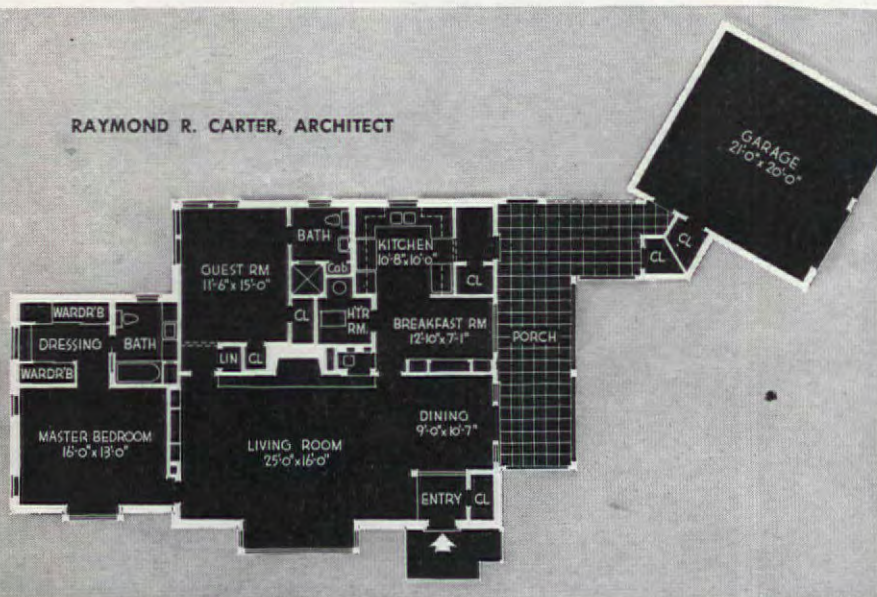 RAYMOND R. CARTER, ARCHITECT
GARAGE
21'-0" x 20'-0"
BATH
KITCHEN
10'-8" x 10'-0"
CL
CL
CL
GUEST RM
11'-6" x 15'-0"
Cab
HTR
RM.
CL
WARDR'B
DRESSING
BATH
WARDR'B
LIN
CL
BREAKFAST RM
12'-10" x 7'-1"
PORCH
MASTER BEDROOM
16'-0" x 13'-0"
LIVING ROOM
25'-0" x 16'-0"
DINING
9'-0" x 10'-7"
ENTRY
CL